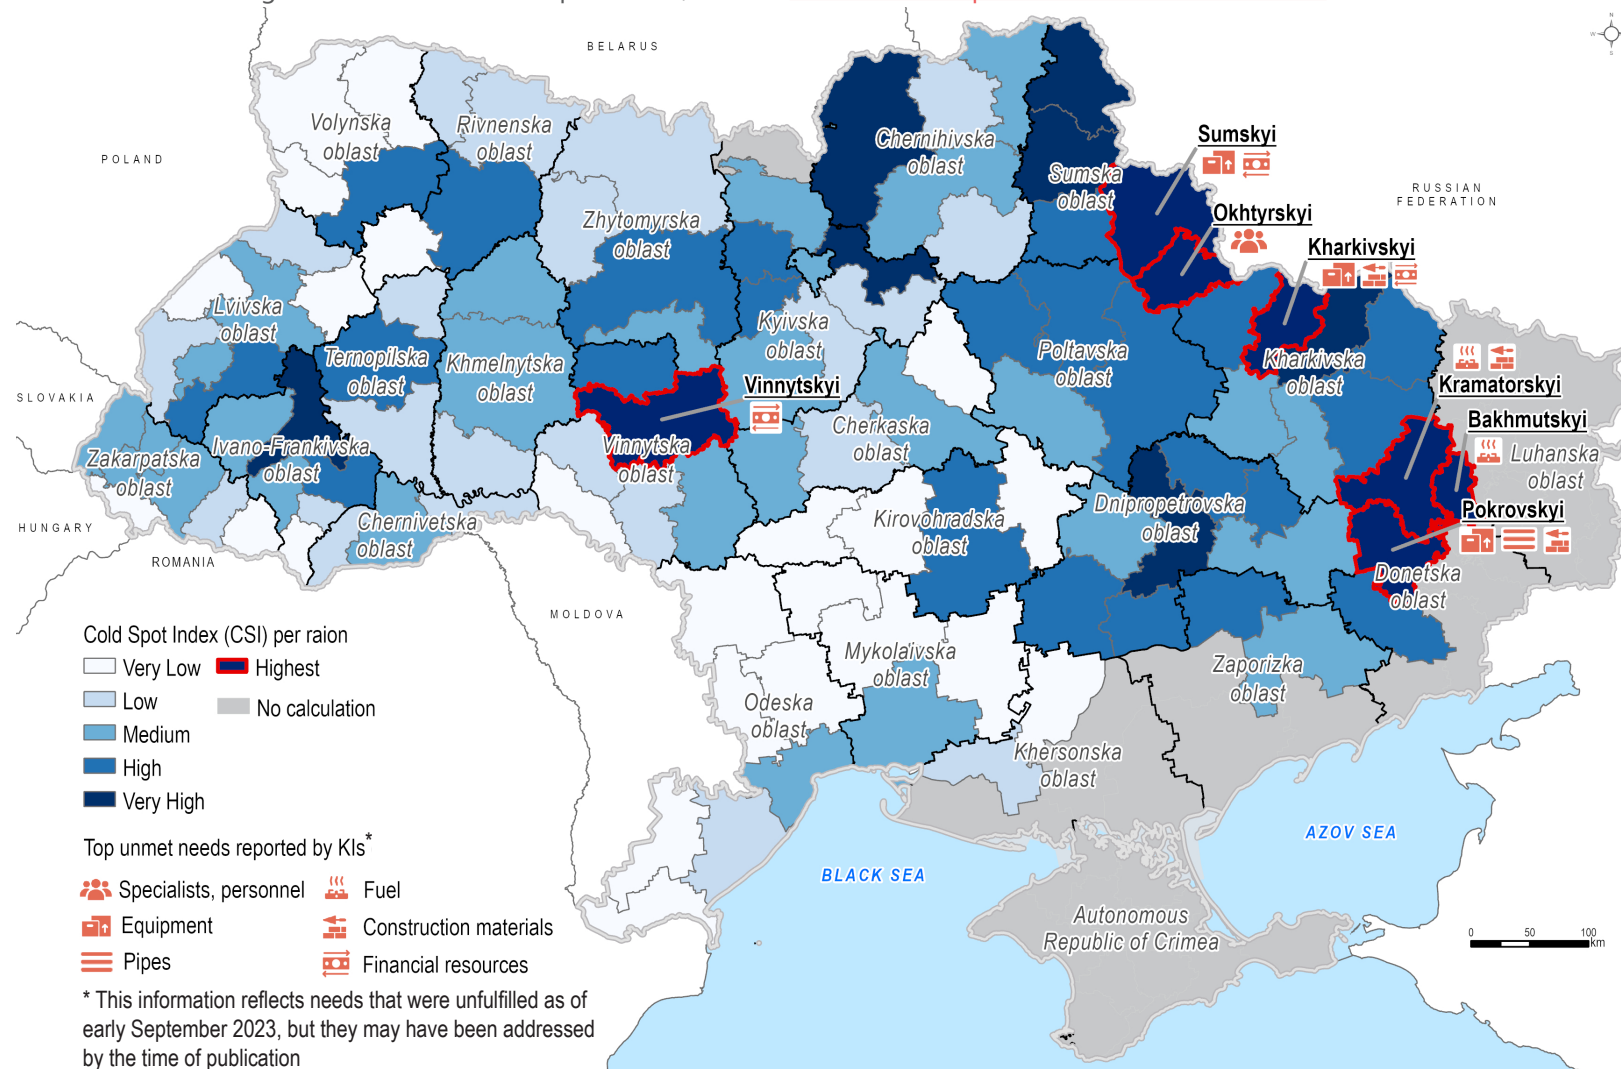 BELARUS
POLAND
RUSSIAN
FEDERATION
SLOVAKIA
HUNGARY
ROMANIA
MOLDOVA
N
W
S
Volynska
oblast
Rivnenska
oblast
Zhytomyrska
oblast
Chernihivska
oblast
Sumska
oblast
Sumskyi
Okhtyrskyi
Kharkivskyi
Lvivska
oblast
Ternopilska
oblast
Khmelnytska
oblast
Kyivska
oblast
Poltavska
oblast
Kharkivska
oblast
Kramatorskyi
Bakhmutskyi
Luhanska
oblast
Vinnytskyi
Vinnytska
oblast
Cherkaska
oblast
Zakarpatska
oblast
Ivano-Frankivska
oblast
Chernivetska
oblast
Kirovohradska
oblast
Dnipropetrovska
oblast
Pokrovskyi
Donetska
oblast
Mykolaivska
oblast
Odeska
oblast
Zaporizka
oblast
Khersonska
oblast
AZOV SEA
BLACK SEA
Autonomous
Republic of Crimea
0 50 100
km
Cold Spot Index (CSI) per raion
Very Low Highest
Low No calculation
Medium
High
Very High
Top unmet needs reported by KIs*
Specialists, personnel Fuel
Equipment Construction materials
Pipes Financial resources
* This information reflects needs that were unfulfilled as of
early September 2023, but they may have been addressed
by the time of publication